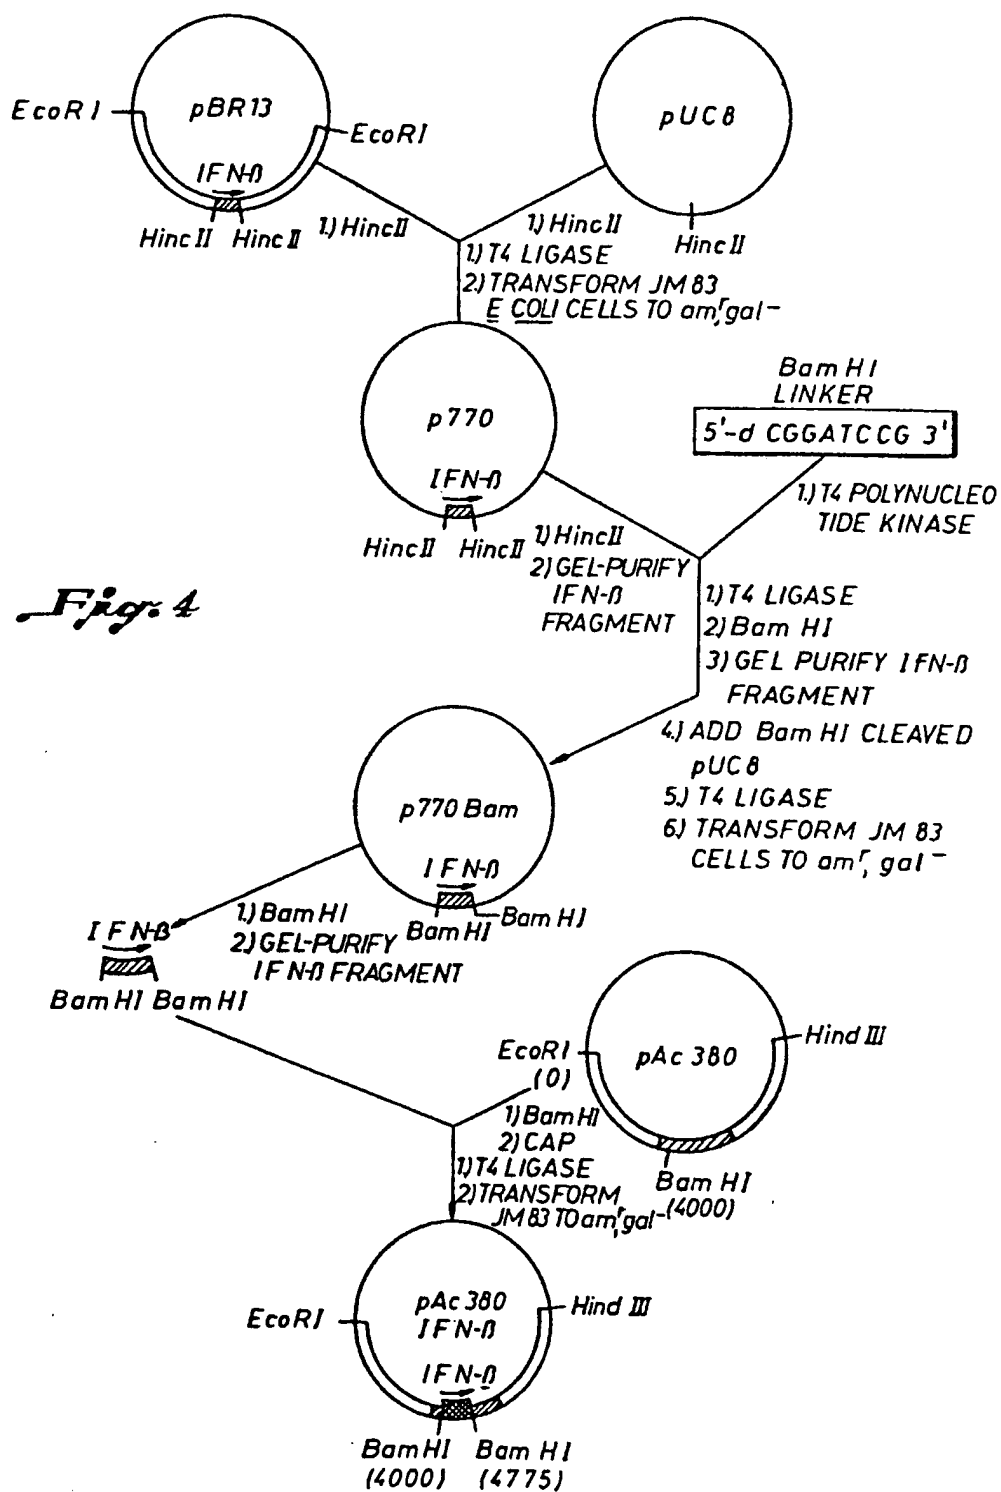 pBR13
EcoRI
EcoRI
IFN-β
HincII HincII
1.) HincII
pUC8
HincII
1.) HincII
1.) T4 LIGASE
2.) TRANSFORM JM83
E COLI CELLS TO amʳ, gal⁻
p770
IFN-β
HincII HincII
Bam HI
LINKER
5'-d CGGATCCG 3'
1.) T4 POLYNUCLEO
TIDE KINASE
1.) HincII
2.) GEL-PURIFY
IFN-β
FRAGMENT
Fig. 4
1.) T4 LIGASE
2.) Bam HI
3.) GEL PURIFY IFN-β
FRAGMENT
4.) ADD Bam HI CLEAVED
pUC8
5.) T4 LIGASE
6.) TRANSFORM JM 83
CELLS TO amʳ, gal⁻
p770 Bam
IFN-β
Bam HI Bam HI
1.) Bam HI
2.) GEL-PURIFY
IFN-β FRAGMENT
IFN-β
Bam HI Bam HI
EcoRI
(0)
pAc 380
Hind III
Bam HI
(4000)
1.) Bam HI
2.) CAP
1.) T4 LIGASE
2.) TRANSFORM
JM83 TO amʳ, gal⁻
EcoRI
pAc380
IFN-β
Hind III
IFN-β
Bam HI Bam HI
(4000) (4775)